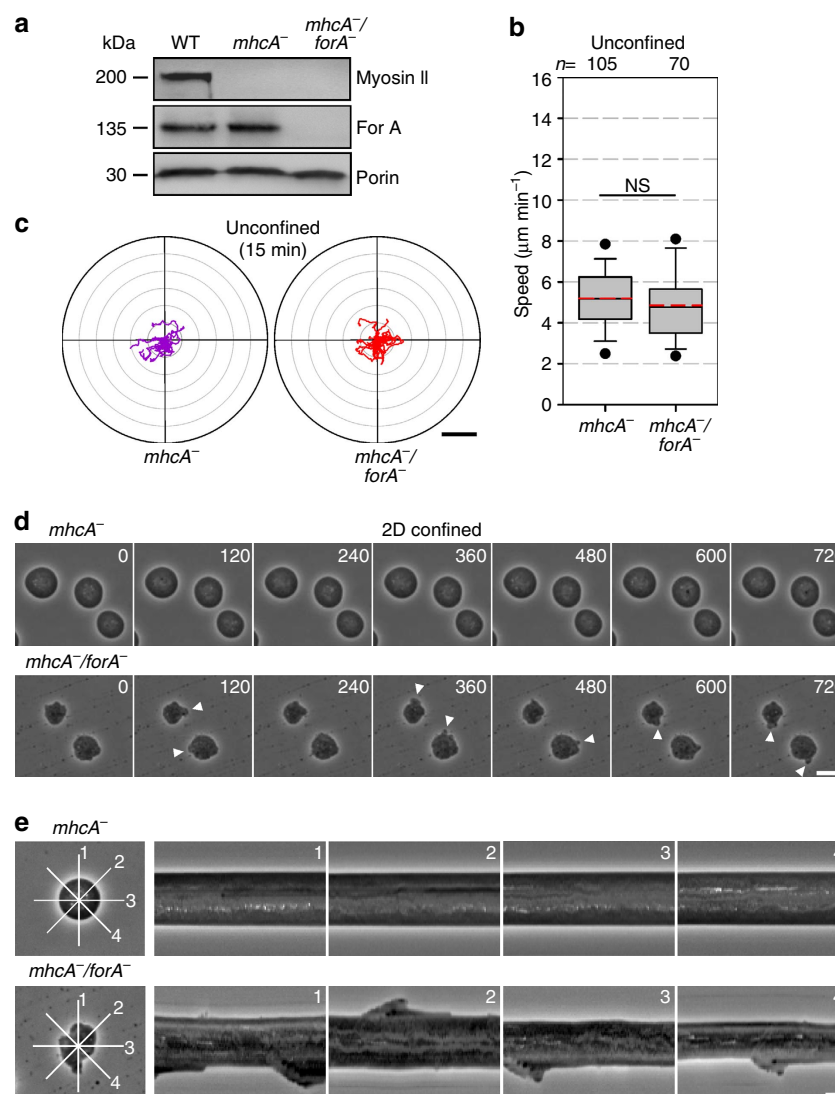 a
kDa
WT
mhcA⁻
mhcA⁻/
forA⁻
200
Myosin II
135
For A
30
Porin
b
Unconfined
n= 105 70
16
14
12
10
8
6
4
2
0
Speed (μm min⁻¹)
NS
mhcA⁻
mhcA⁻/
forA⁻
c
Unconfined
(15 min)
mhcA⁻
mhcA⁻/
forA⁻
d
mhcA⁻
2D confined
0 120 240 360 480 600 72
mhcA⁻/forA⁻
0 120 240 360 480 600 72
e
mhcA⁻
1
2
3
4
1 2 3
mhcA⁻/forA⁻
1
2
3
4
1 2 3